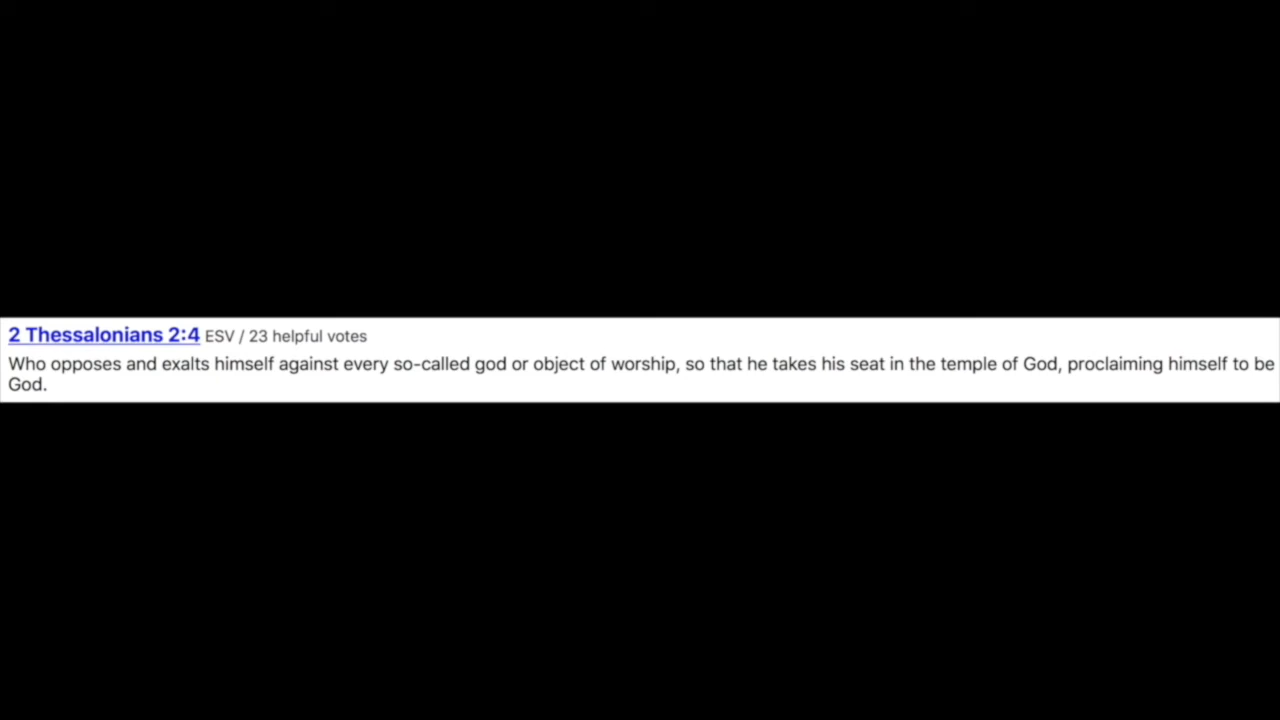 2 Thessalonians 2:4 ESV / 23 helpful votes
Who opposes and exalts himself against every so-called god or object of worship, so that he takes his seat in the temple of God, proclaiming himself to be
God.